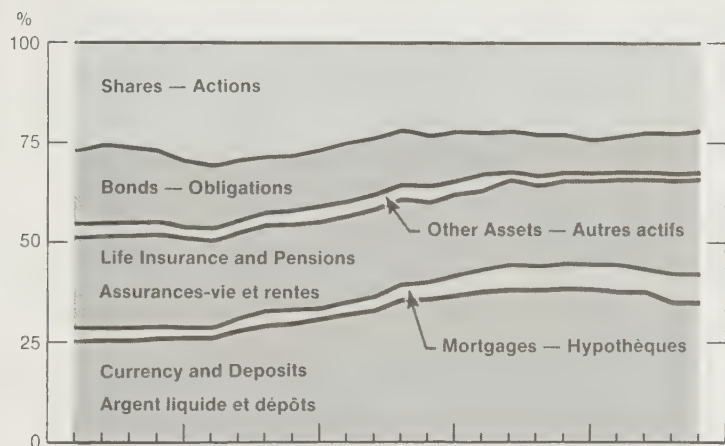 %
100
Shares — Actions
75
Bonds — Obligations
Other Assets — Autres actifs
50
Life Insurance and Pensions
Assurances-vie et rentes
25
Mortgages — Hypothèques
Currency and Deposits
Argent liquide et dépôts
0